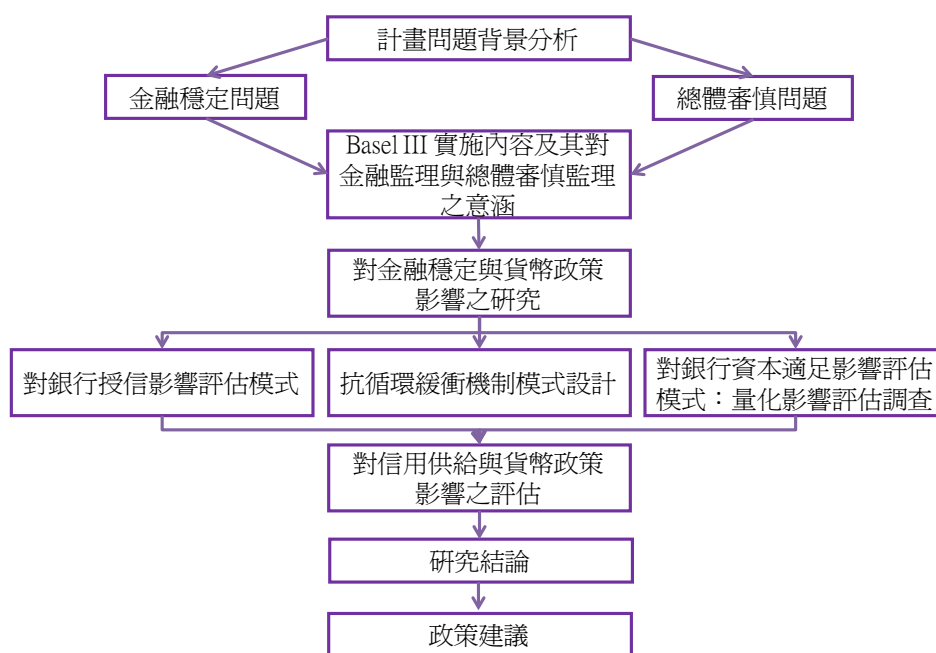 計畫問題背景分析
金融穩定問題
總體審慎問題
Basel III 實施內容及其對
金融監理與總體審慎監理
之意涵
對金融穩定與貨幣政策
影響之研究
對銀行授信影響評估模式
抗循環緩衝機制模式設計
對銀行資本適足影響評估
模式：量化影響評估調查
對信用供給與貨幣政策
影響之評估
研究結論
政策建議